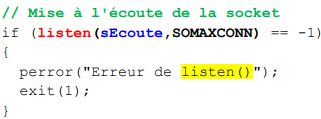 // Mise à l'écoute de la socket
if (listen(sEcoute,SOMAXCONN) == -1)
{
  perror("Erreur de listen()");
  exit(1);
}